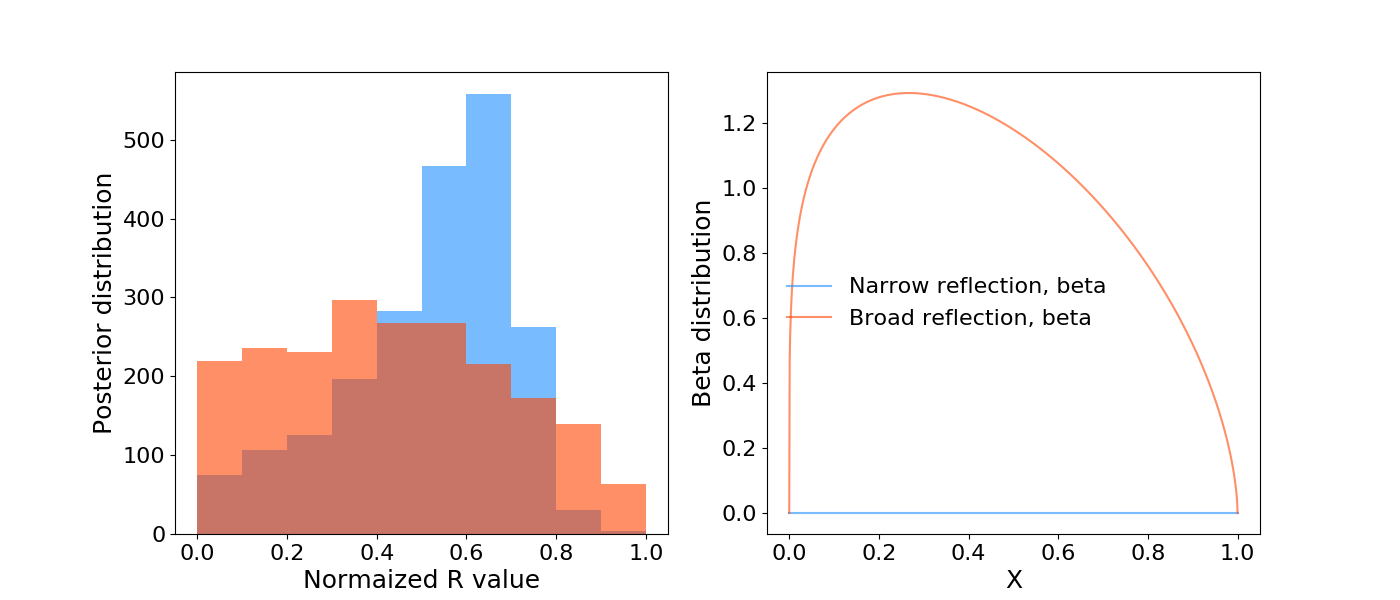 Posterior distribution
500
400
300
200
100
0
0.0 0.2 0.4 0.6 0.8 1.0
Normaized R value
Beta distribution
1.2
1.0
0.8
0.6
0.4
0.2
0.0
Narrow reflection, beta
Broad reflection, beta
0.0 0.2 0.4 0.6 0.8 1.0
X